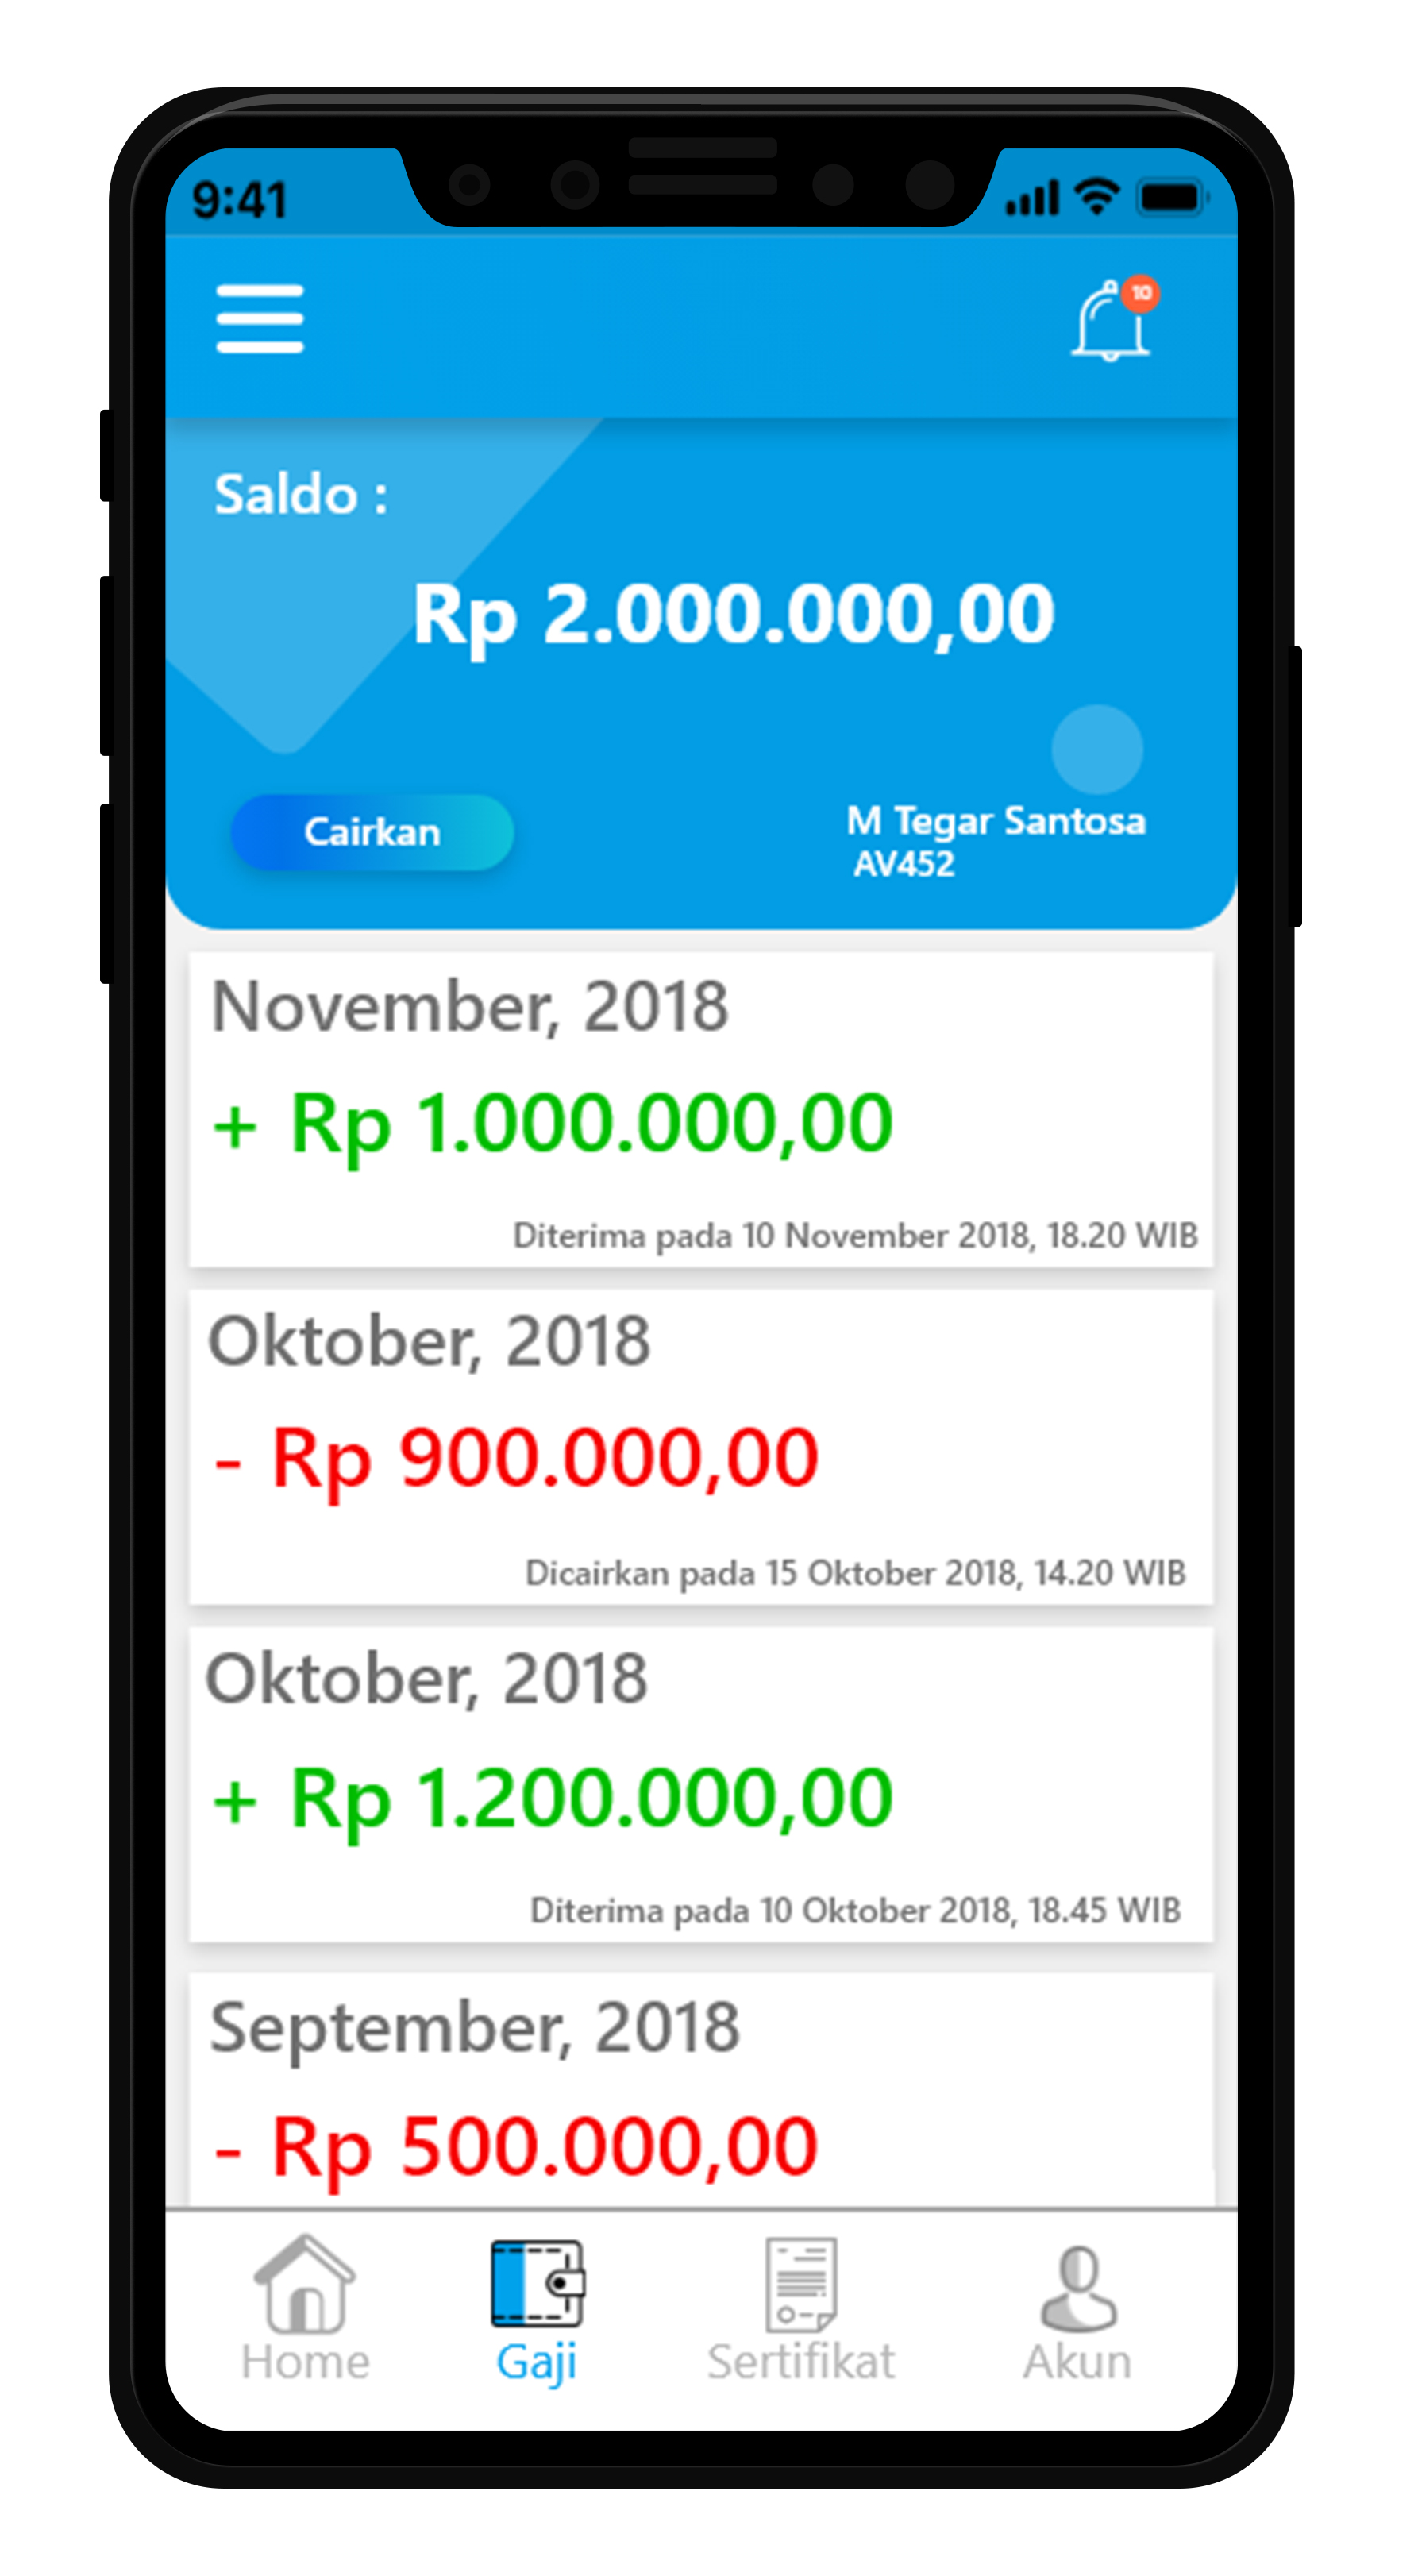 9:41
10
Saldo :
Rp 2.000.000,00
Cairkan
M Tegar Santosa
AV452
November, 2018
+ Rp 1.000.000,00
Diterima pada 10 November 2018, 18.20 WIB
Oktober, 2018
- Rp 900.000,00
Dicairkan pada 15 Oktober 2018, 14.20 WIB
Oktober, 2018
+ Rp 1.200.000,00
Diterima pada 10 Oktober 2018, 18.45 WIB
September, 2018
- Rp 500.000,00
Home Gaji Sertifikat Akun